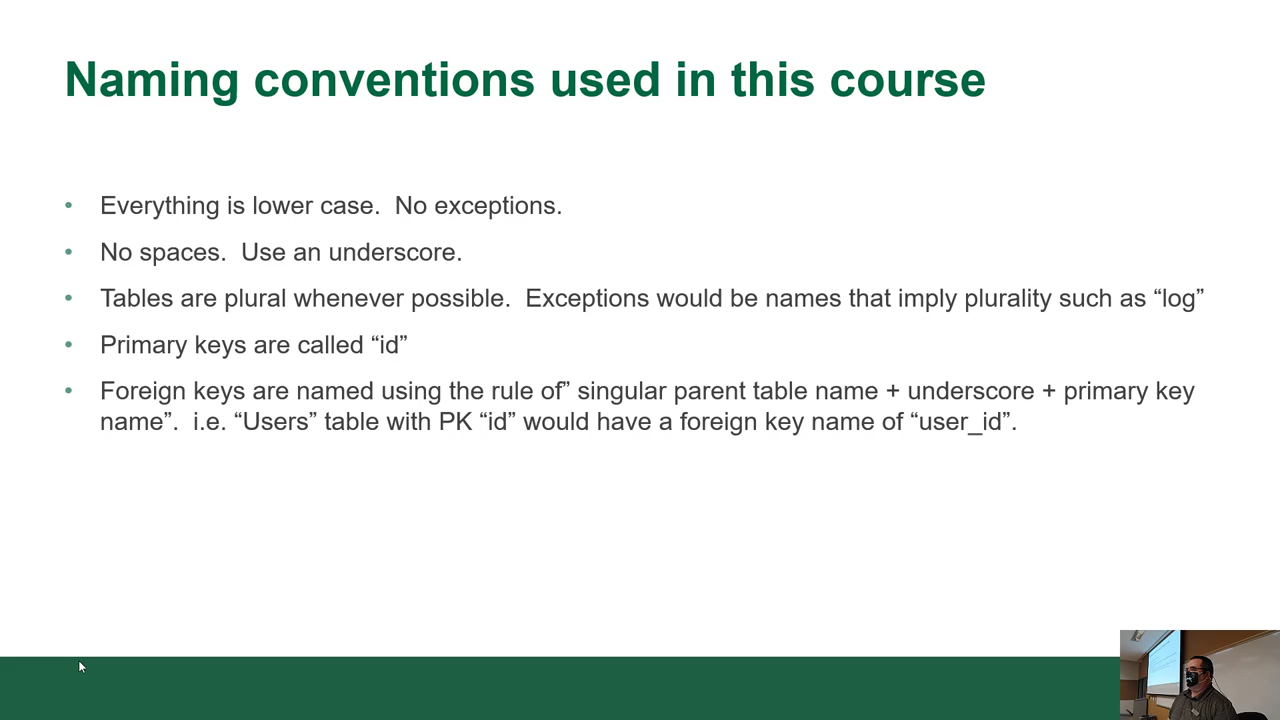 Naming conventions used in this course
• Everything is lower case.  No exceptions.
• No spaces.  Use an underscore.
• Tables are plural whenever possible.  Exceptions would be names that imply plurality such as “log”
• Primary keys are called “id”
• Foreign keys are named using the rule of” singular parent table name + underscore + primary key
name”.  i.e. “Users” table with PK “id” would have a foreign key name of “user_id”.